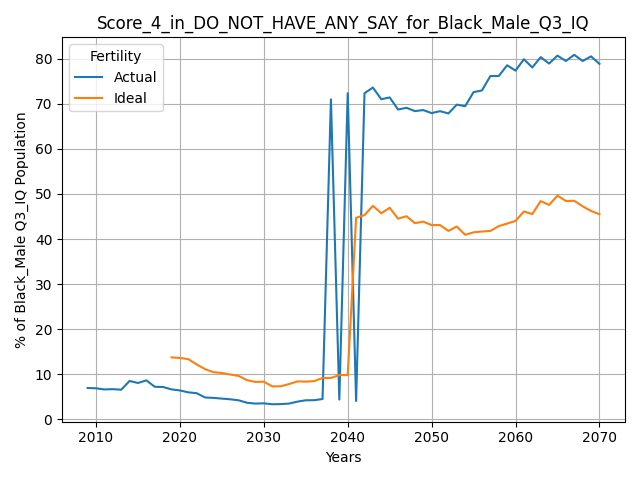 Score_4_in_DO_NOT_HAVE_ANY_SAY_for_Black_Male_Q3_IQ
Fertility
Actual
Ideal
% of Black_Male Q3_IQ Population
80
70
60
50
40
30
20
10
0
2010 2020 2030 2040 2050 2060 2070
Years